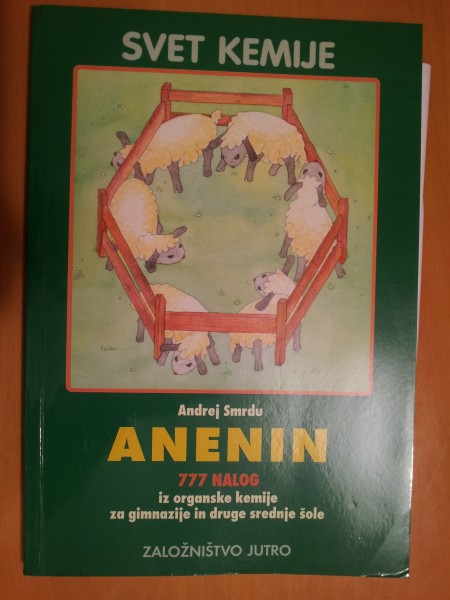 SVET KEMIJE
Andrej Smrdu
ANENIN
777 NALOG
iz organske kemije
za gimnazije in druge srednje šole
ZALOŽNIŠTVO JUTRO